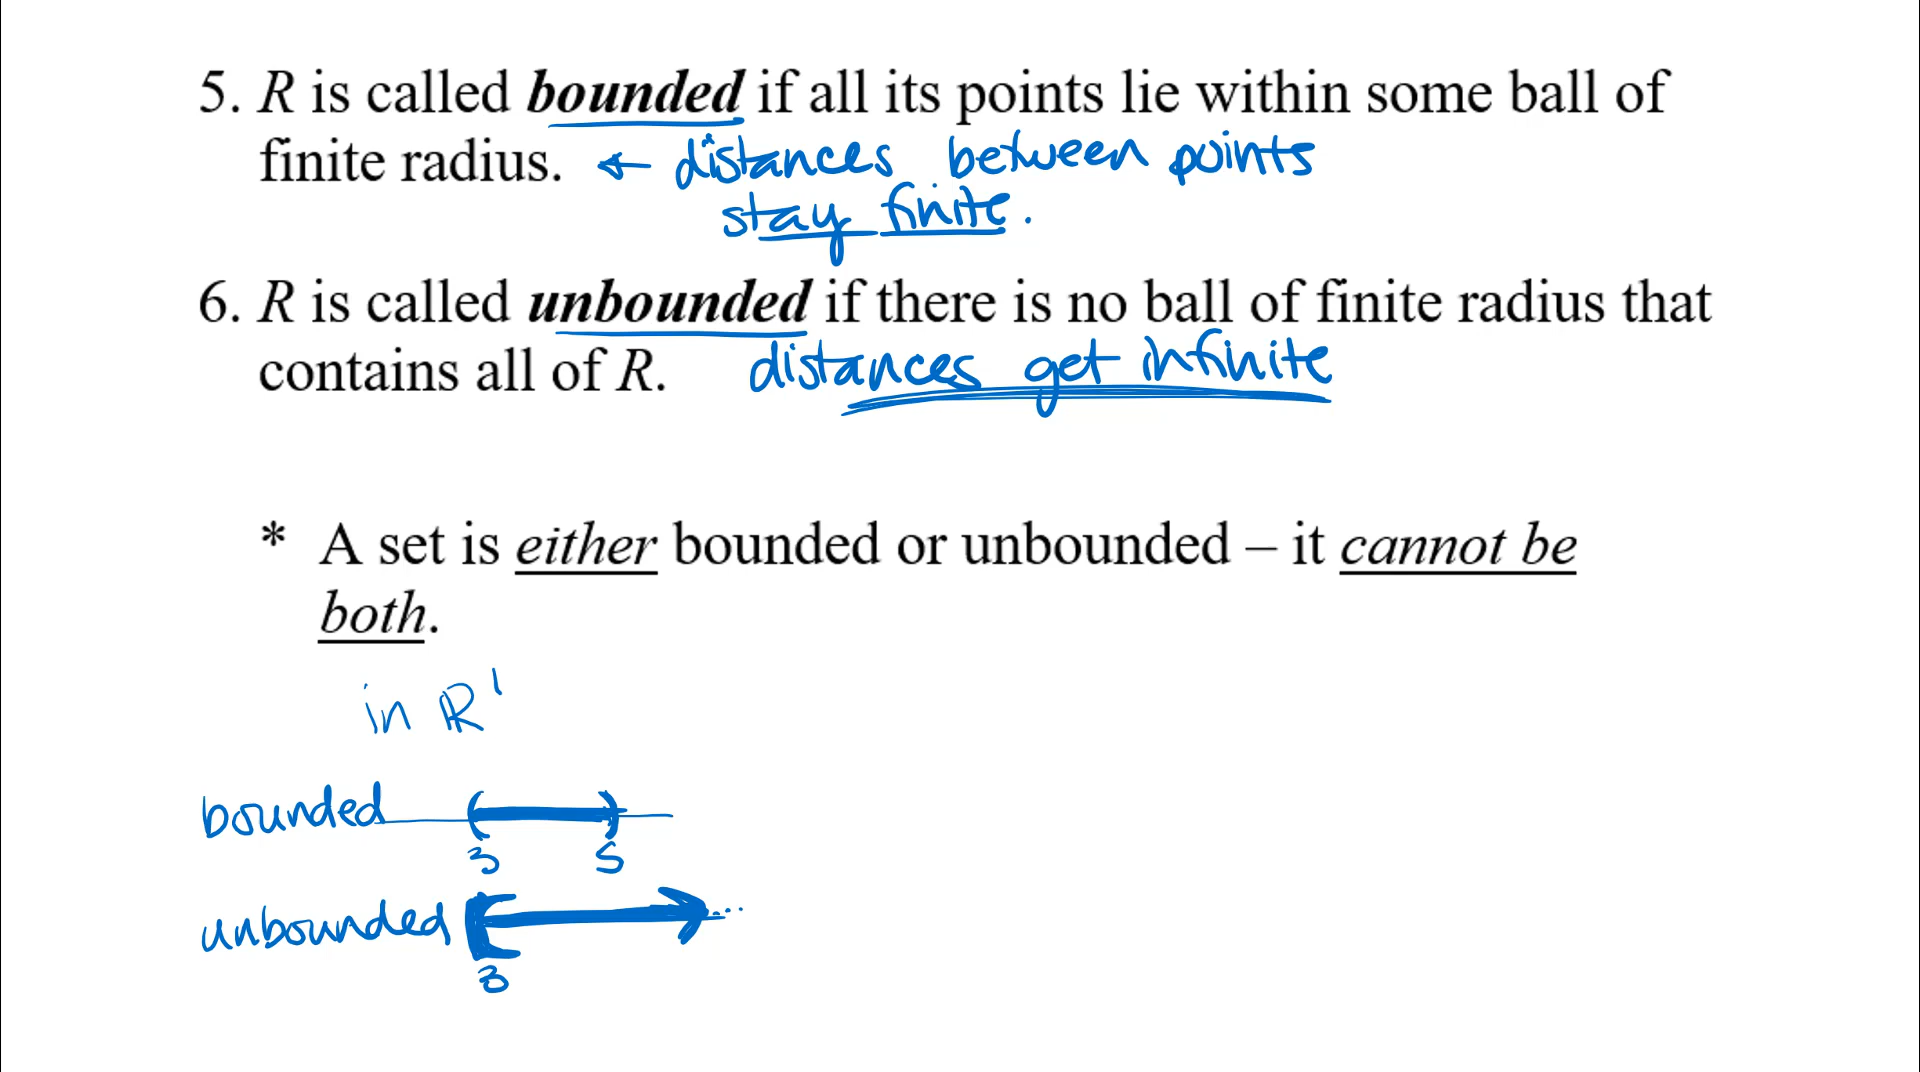 5. R is called bounded if all its points lie within some ball of
finite radius. ← distances between points
stay finite.
6. R is called unbounded if there is no ball of finite radius that
contains all of R. distances get infinite
* A set is either bounded or unbounded – it cannot be
both.
in ℝ¹
bounded ( )
3 5
unbounded [ ...
3